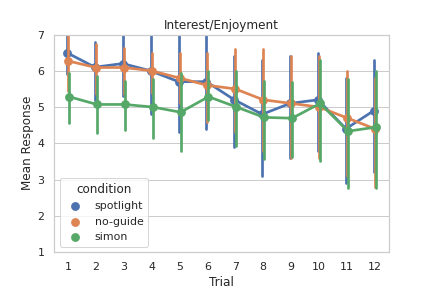 Interest/Enjoyment
7
6
5
4
3
2
1
Mean Response
condition
spotlight
no-guide
simon
1 2 3 4 5 6 7 8 9 10 11 12
Trial